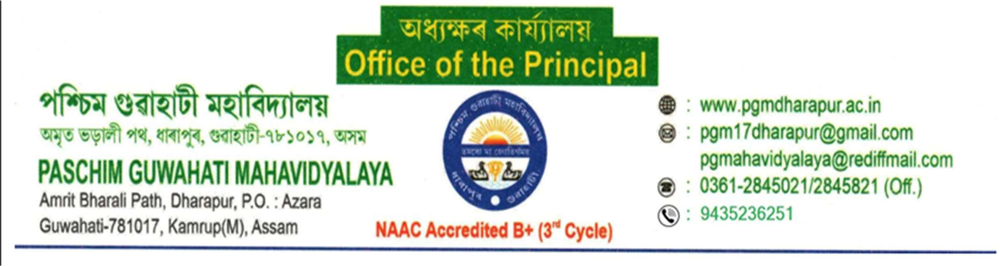 অধ্যক্ষৰ কাৰ্য্যালয়
Office of the Principal
পশ্চিম গুৱাহাটী মহাবিদ্যালয়
অমৃত ভড়ালী পথ, ধাৰাপুৰ, গুৱাহাটী-৭৮১০১৭, অসম
PASCHIM GUWAHATI MAHAVIDYALAYA
Amrit Bharali Path, Dharapur, P.O. : Azara
Guwahati-781017, Kamrup(M), Assam
পশ্চিম গুৱাহাটী মহাবিদ্যালয়
তমসো মা জ্যোতিৰ্গময়
ধাৰাপুৰ গুৱাহাটী
NAAC Accredited B+ (3rd Cycle)
: www.pgmdharapur.ac.in
: pgm17dharapur@gmail.com
pgmahavidyalaya@rediffmail.com
: 0361-2845021/2845821 (Off.)
: 9435236251